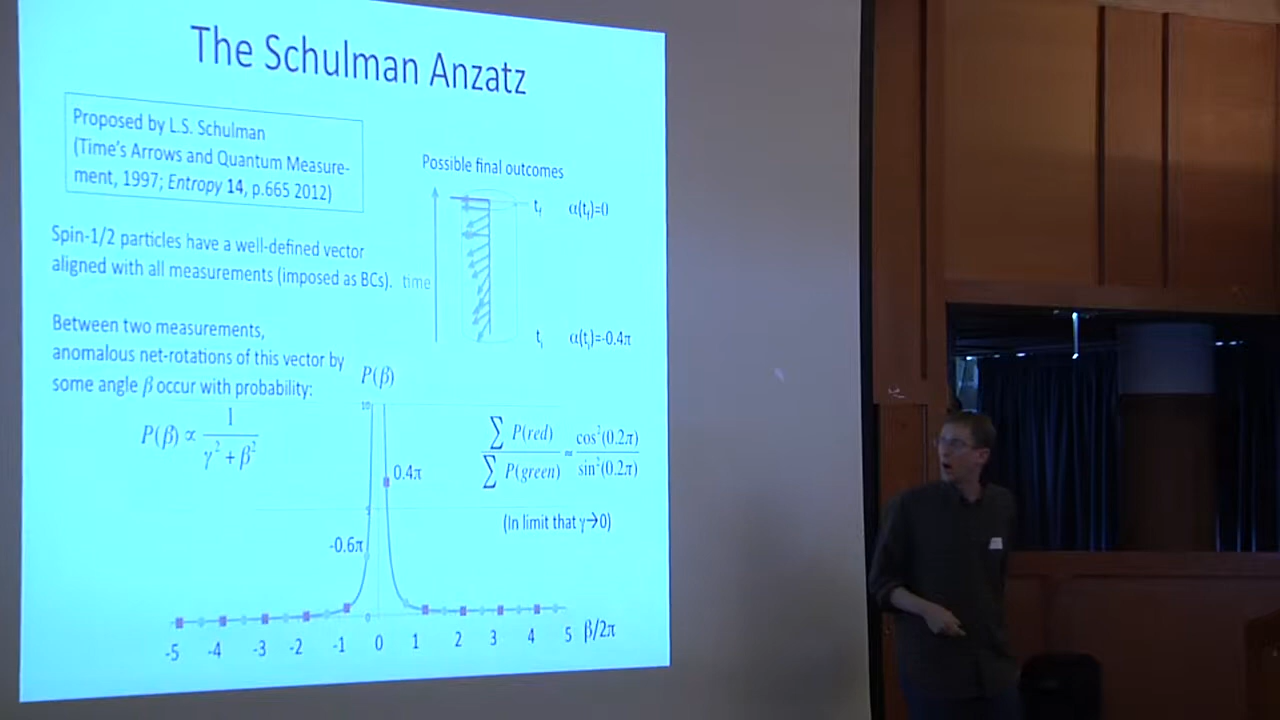 The Schulman Anzatz
Proposed by L.S. Schulman
(Time's Arrows and Quantum Measure-
ment, 1997; Entropy 14, p.665 2012)
Spin-1/2 particles have a well-defined vector
aligned with all measurements (imposed as BCs).
Between two measurements,
anomalous net-rotations of this vector by
some angle β occur with probability:
P(β) ∝ 1 / (γ² + β²)
Possible final outcomes
time
t_f α(t_f)=0
t_i α(t_i)=-0.4π
P(β)
10
0.4π
-0.6π
0
-5 -4 -3 -2 -1 0 1 2 3 4 5 β/2π
∑ P(red) / ∑ P(green) = cos²(0.2π) / sin²(0.2π)
(In limit that γ→0)